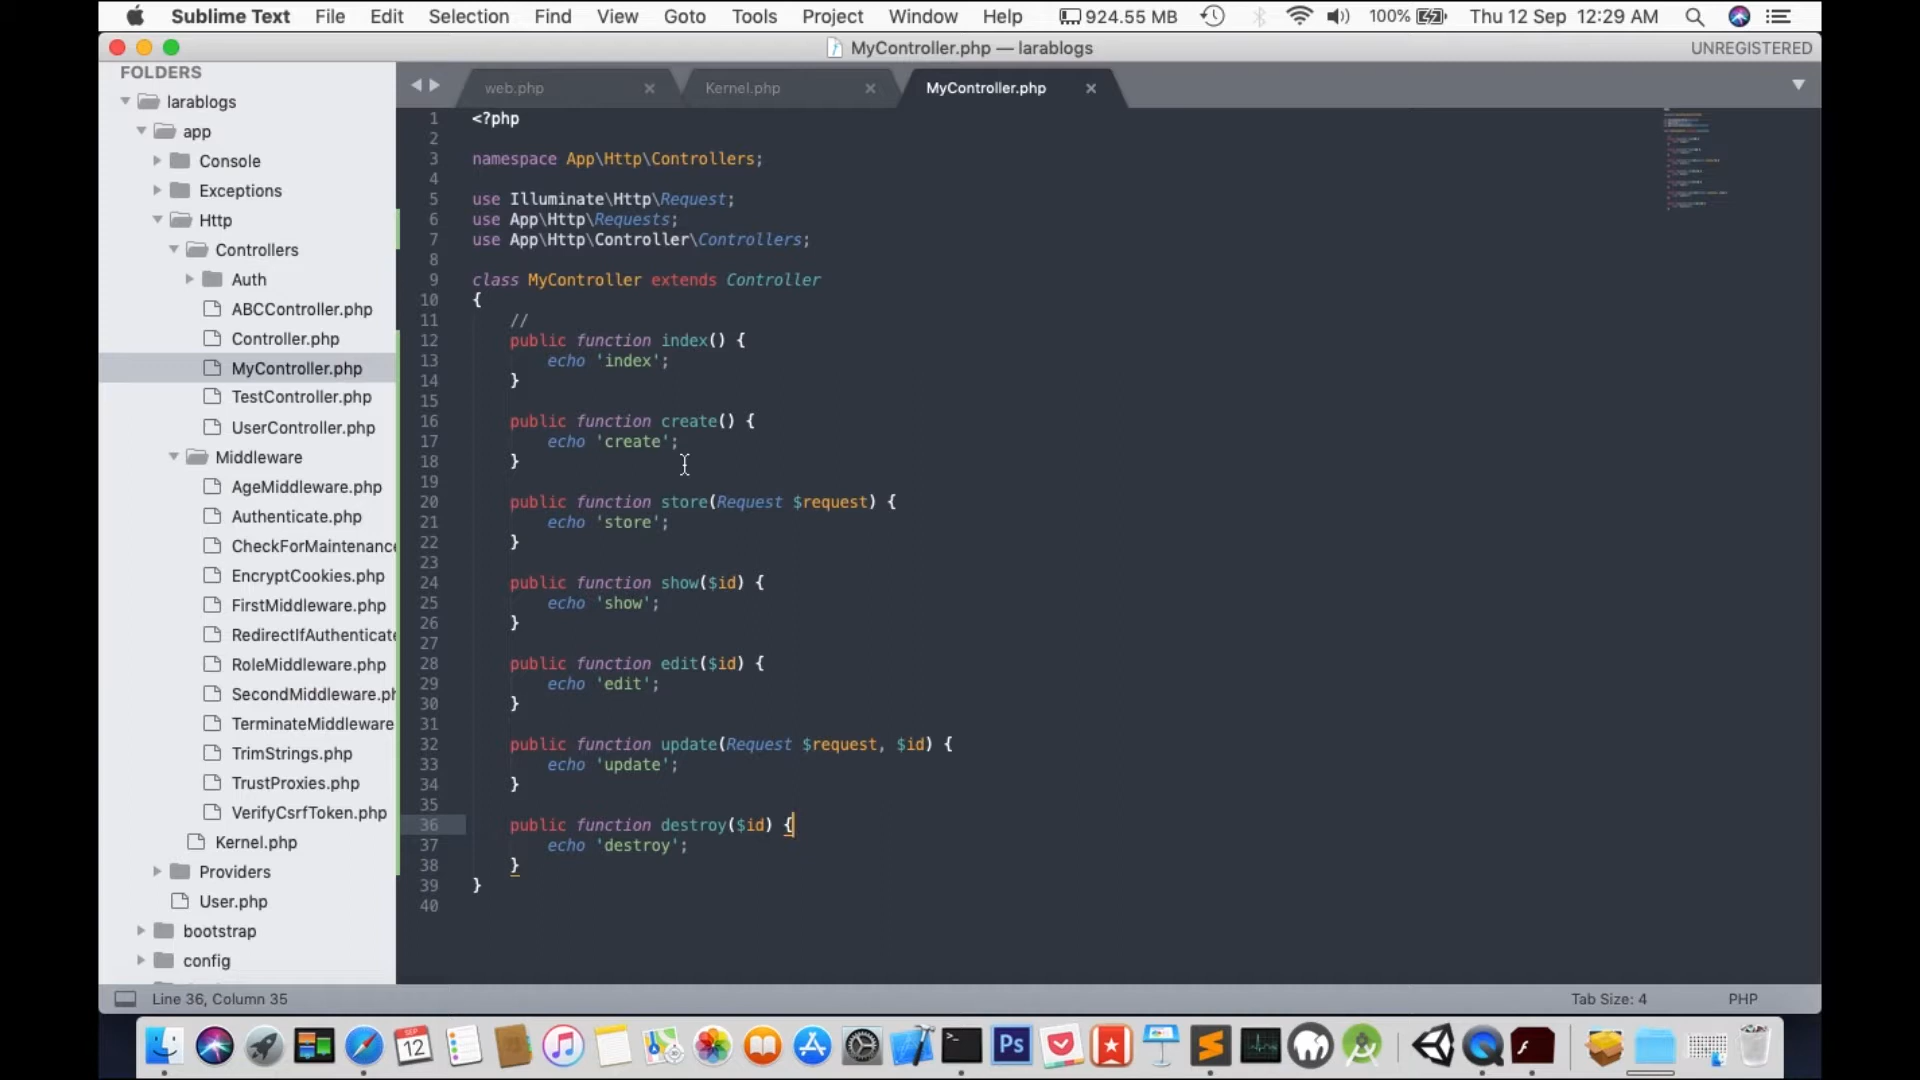 Sublime Text File Edit Selection Find View Goto Tools Project Window Help 924.55 MB 100% Thu 12 Sep 12:29 AM
MyController.php — larablogs UNREGISTERED
FOLDERS
larablogs
app
Console
Exceptions
Http
Controllers
Auth
ABCController.php
Controller.php
MyController.php
TestController.php
UserController.php
Middleware
AgeMiddleware.php
Authenticate.php
CheckForMaintenance
EncryptCookies.php
FirstMiddleware.php
RedirectIfAuthenticate
RoleMiddleware.php
SecondMiddleware.ph
TerminateMiddleware
TrimStrings.php
TrustProxies.php
VerifyCsrfToken.php
Kernel.php
Providers
User.php
bootstrap
config
web.php Kernel.php MyController.php
1 <?php
2
3 namespace App\Http\Controllers;
4
5 use Illuminate\Http\Request;
6 use App\Http\Requests;
7 use App\Http\Controller\Controllers;
8
9 class MyController extends Controller
10 {
11 //
12 public function index() {
13 echo 'index';
14 }
15
16 public function create() {
17 echo 'create';
18 }
19
20 public function store(Request $request) {
21 echo 'store';
22 }
23
24 public function show($id) {
25 echo 'show';
26 }
27
28 public function edit($id) {
29 echo 'edit';
30 }
31
32 public function update(Request $request, $id) {
33 echo 'update';
34 }
35
36 public function destroy($id) {
37 echo 'destroy';
38 }
39 }
40
Line 36, Column 35 Tab Size: 4 PHP
SEP
12
Ps